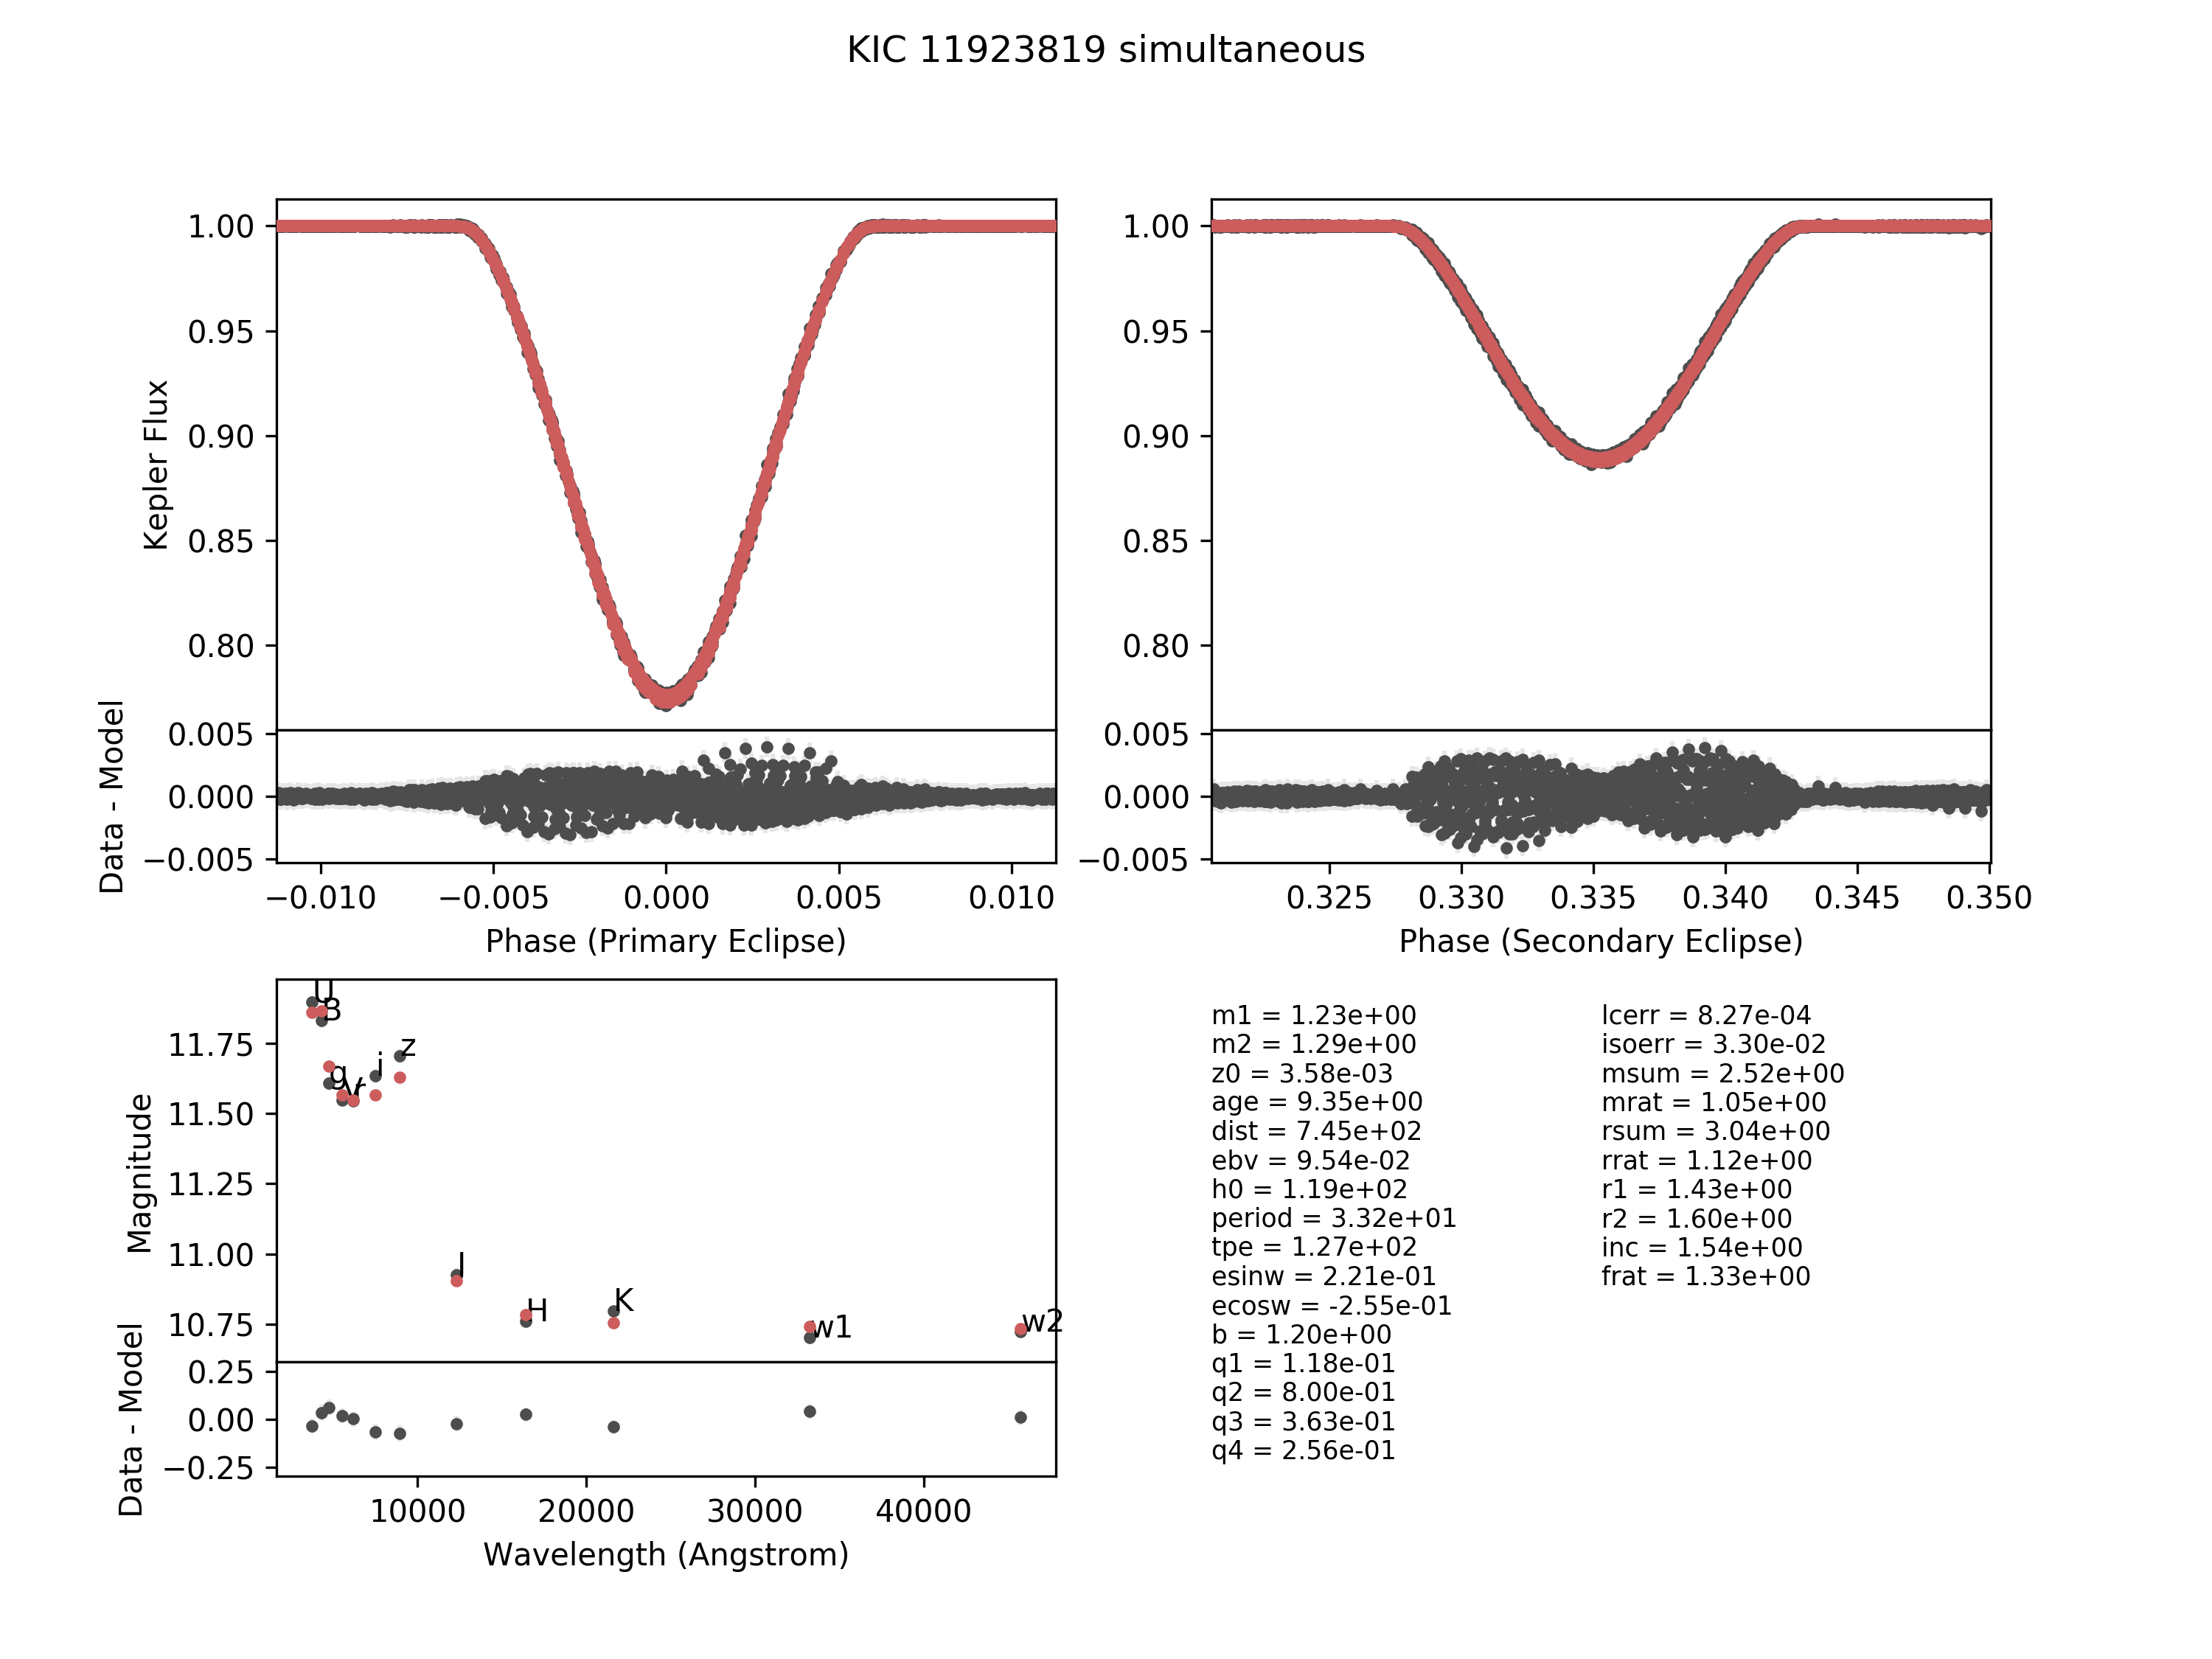 KIC 11923819 simultaneous
Kepler Flux
1.00
0.95
0.90
0.85
0.80
Data - Model
0.005
0.000
−0.005
−0.010
−0.005
0.000
0.005
0.010
Phase (Primary Eclipse)
1.00
0.95
0.90
0.85
0.80
0.005
0.000
−0.005
0.325
0.330
0.335
0.340
0.345
0.350
Phase (Secondary Eclipse)
Magnitude
11.75
11.50
11.25
11.00
10.75
U
B
g
V
r
i
z
J
H
K
w1
w2
Data - Model
0.25
0.00
−0.25
10000
20000
30000
40000
Wavelength (Angstrom)
m1 = 1.23e+00
m2 = 1.29e+00
z0 = 3.58e-03
age = 9.35e+00
dist = 7.45e+02
ebv = 9.54e-02
h0 = 1.19e+02
period = 3.32e+01
tpe = 1.27e+02
esinw = 2.21e-01
ecosw = -2.55e-01
b = 1.20e+00
q1 = 1.18e-01
q2 = 8.00e-01
q3 = 3.63e-01
q4 = 2.56e-01
lcerr = 8.27e-04
isoerr = 3.30e-02
msum = 2.52e+00
mrat = 1.05e+00
rsum = 3.04e+00
rrat = 1.12e+00
r1 = 1.43e+00
r2 = 1.60e+00
inc = 1.54e+00
frat = 1.33e+00